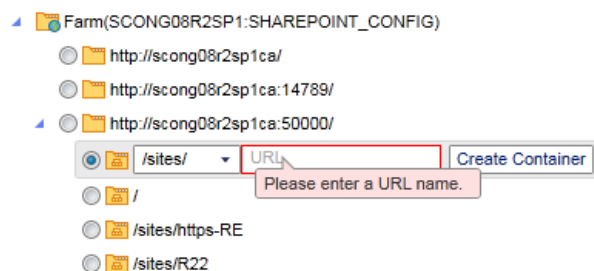 Farm(SCONG08R2SP1:SHAREPOINT_CONFIG)
http://scong08r2sp1ca/
http://scong08r2sp1ca:14789/
http://scong08r2sp1ca:50000/
/sites/ URL Create Container
Please enter a URL name.
/
/sites/https-RE
/sites/R22